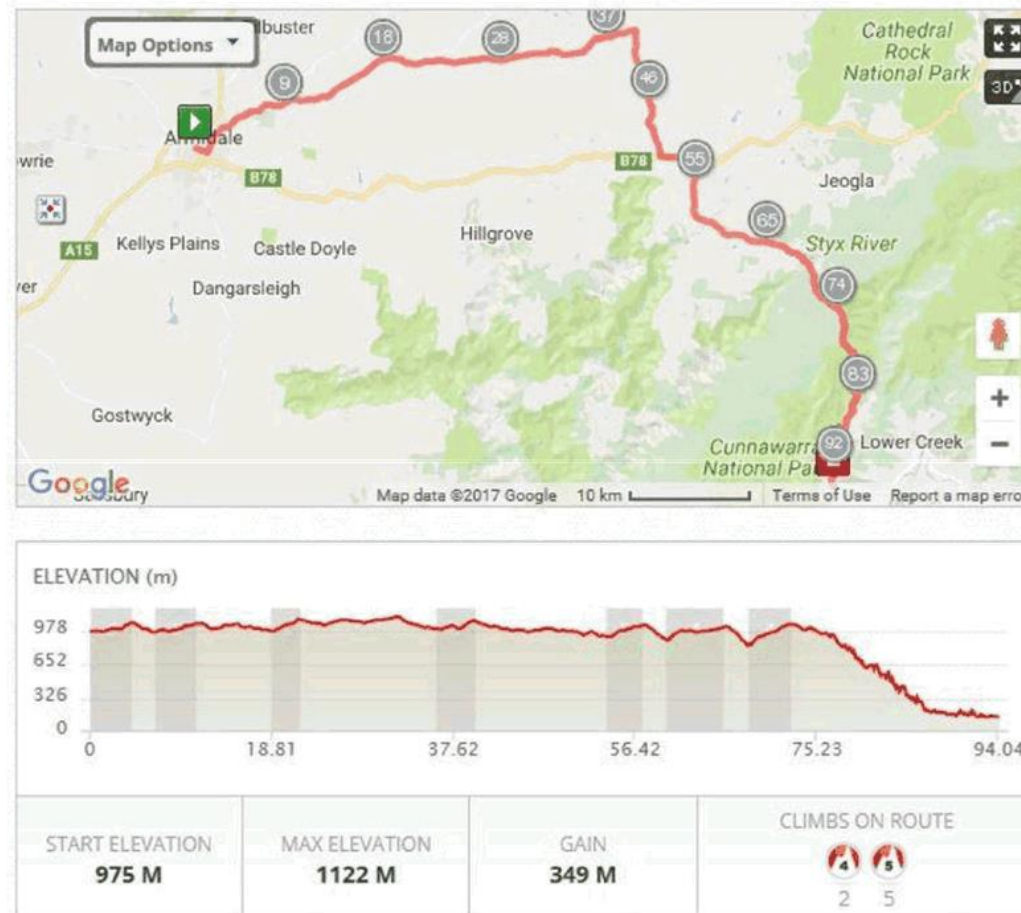 Map Options
lbuster
37
18
28
9
46
Cathedral
Rock
National Park
3D
Armidale
wrie
B78
B78
55
Jeogla
65
A15
Kellys Plains
Castle Doyle
Hillgrove
Styx River
ver
Dangarsleigh
74
83
Gostwyck
92
Lower Creek
Cunnawarra
National Pa
Google
bury
Map data ©2017 Google
10 km
Terms of Use
Report a map erro
ELEVATION (m)
978
652
326
0
0 18.81 37.62 56.42 75.23 94.04
START ELEVATION
975 M
MAX ELEVATION
1122 M
GAIN
349 M
CLIMBS ON ROUTE
4 5
2 5